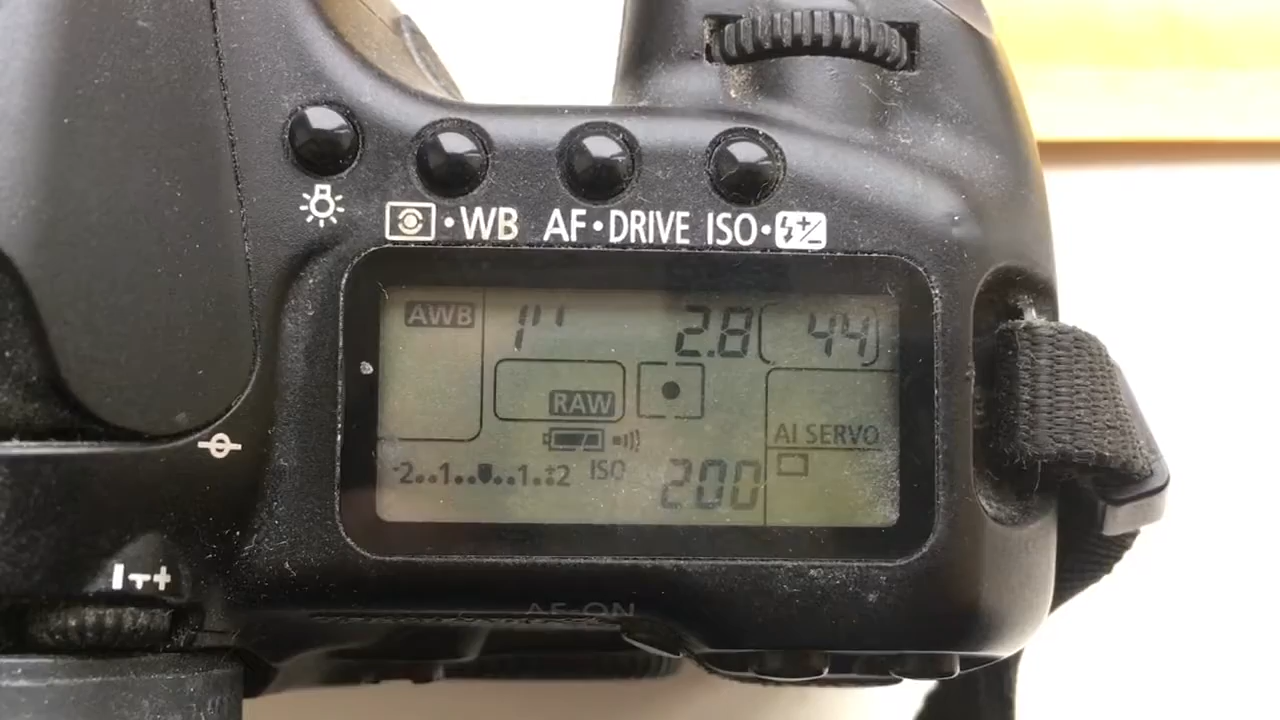 WB AF•DRIVE ISO•
AWB 1" 2.8 [44]
RAW
AI SERVO
-2..1..▼..1..+2 ISO 200
AF-ON